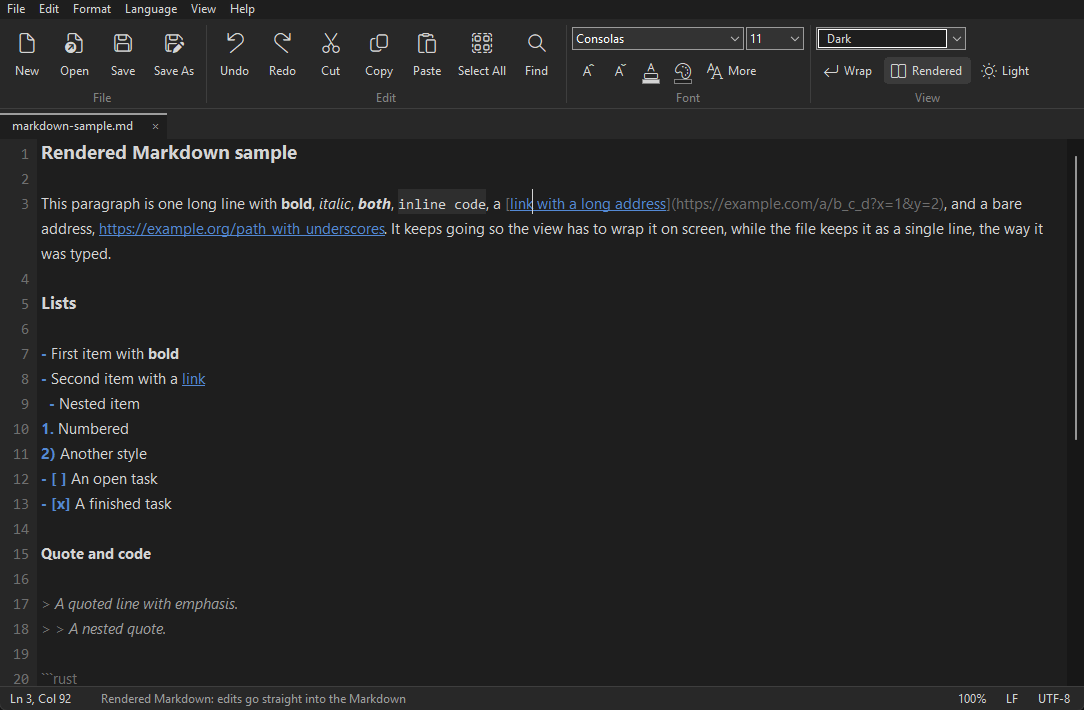 File Edit Format Language View Help
New Open Save Save As Undo Redo Cut Copy Paste Select All Find
Consolas 11 Dark
A A A More Wrap Rendered Light
File Edit Font View
markdown-sample.md ×
1 Rendered Markdown sample
2
3 This paragraph is one long line with bold, italic, both, inline code, a [link with a long address](https://example.com/a/b_c_d?x=1&y=2), and a bare
address, https://example.org/path_with_underscores. It keeps going so the view has to wrap it on screen, while the file keeps it as a single line, the way it
was typed.
4
5 Lists
6
7 - First item with bold
8 - Second item with a link
9 - Nested item
10 1. Numbered
11 2) Another style
12 - [ ] An open task
13 - [x] A finished task
14
15 Quote and code
16
17 > A quoted line with emphasis.
18 > > A nested quote.
19
20 ```rust
Ln 3, Col 92 Rendered Markdown: edits go straight into the Markdown 100% LF UTF-8